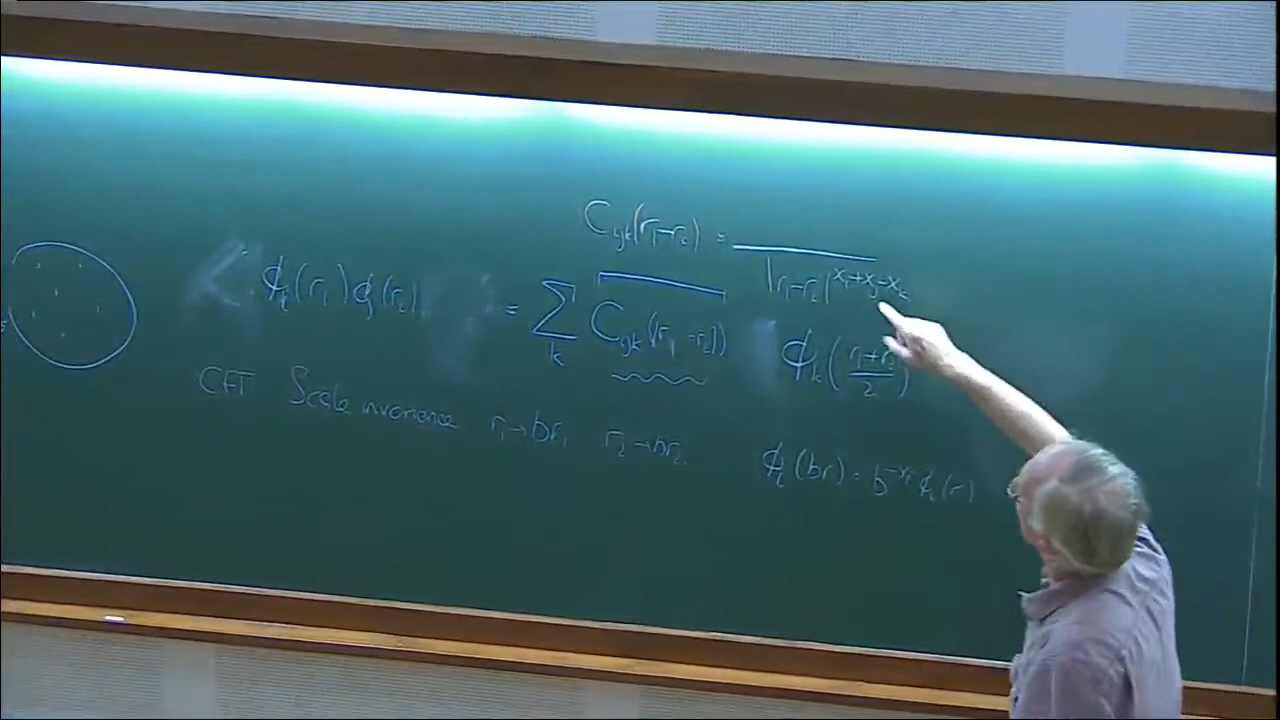 C_{ijk}(r_1-r_2) = ―――
|r_1-r_2|^{x_i+x_j-x_k}
ϕ_i(r_1) ϕ_j(r_2) = ∑_k C_{ijk}(r_1-r_2) ϕ_k((r_1+r_2)/2)
CFT Scale invariance r_1→br_1 r_2→br_2.
ϕ_i(br) = b^{-x_i} ϕ_i(r)